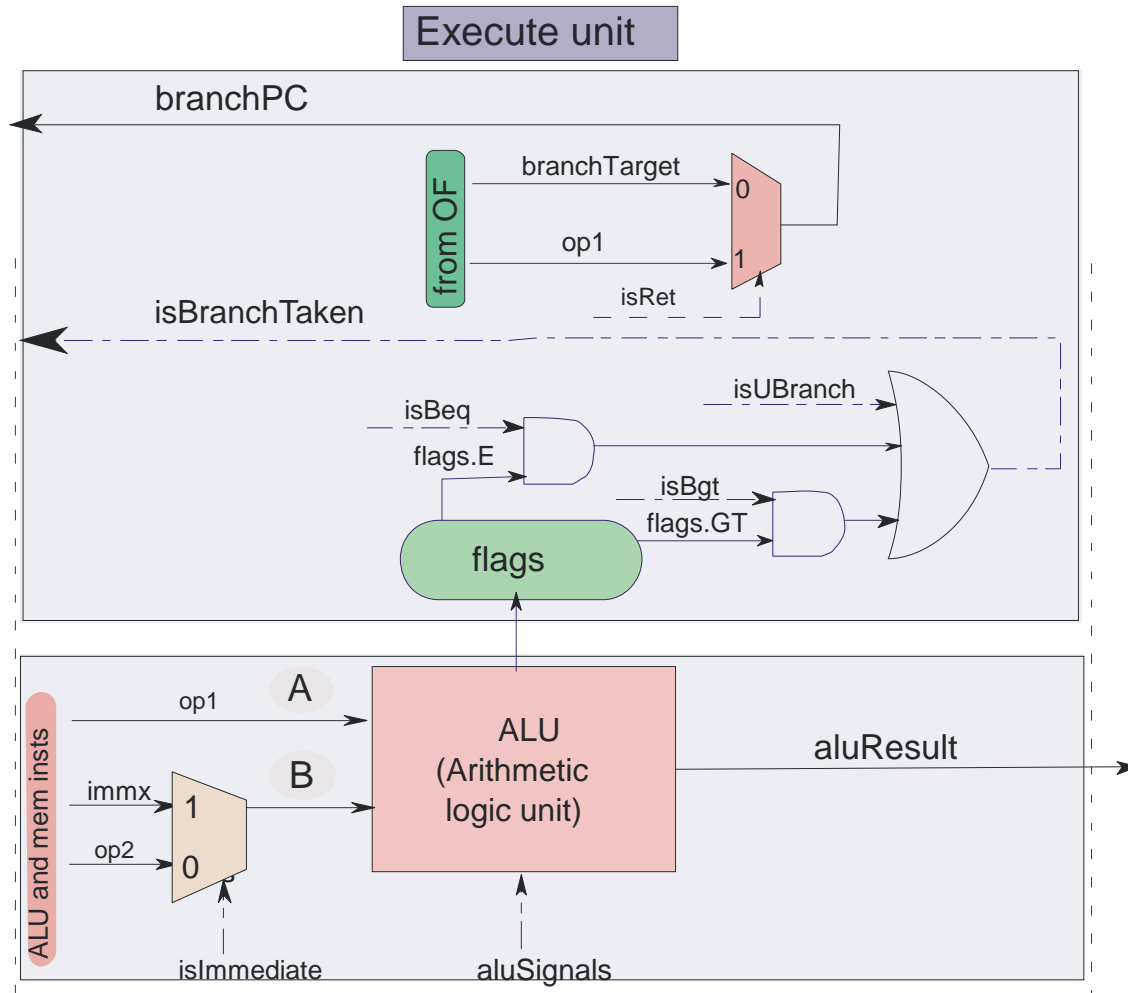 Execute unit
branchPC
from OF
branchTarget
0
op1
1
isRet
isBranchTaken
isUBranch
isBeq
flags.E
isBgt
flags.GT
flags
A
op1
ALU
(Arithmetic
logic unit)
aluResult
B
ALU and mem insts
immx
1
op2
0
isImmediate
aluSignals